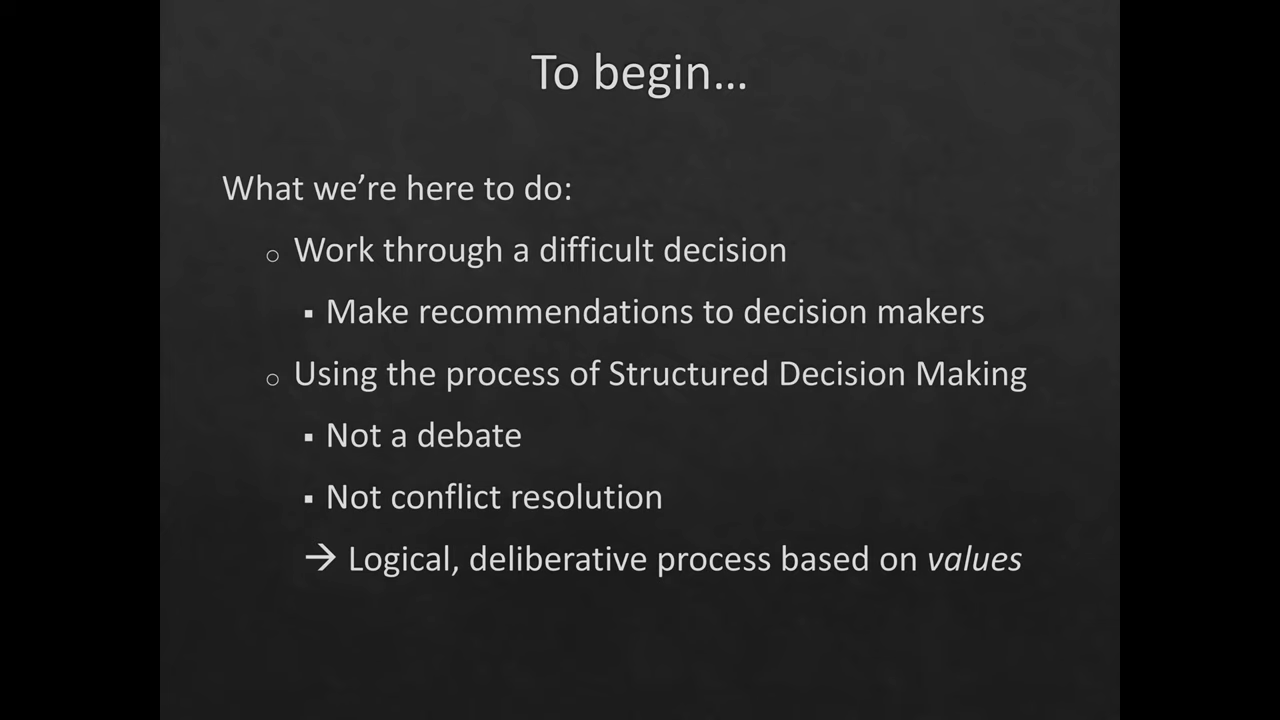 To begin…
What we’re here to do:
○ Work through a difficult decision
▪ Make recommendations to decision makers
○ Using the process of Structured Decision Making
▪ Not a debate
▪ Not conflict resolution
→ Logical, deliberative process based on values